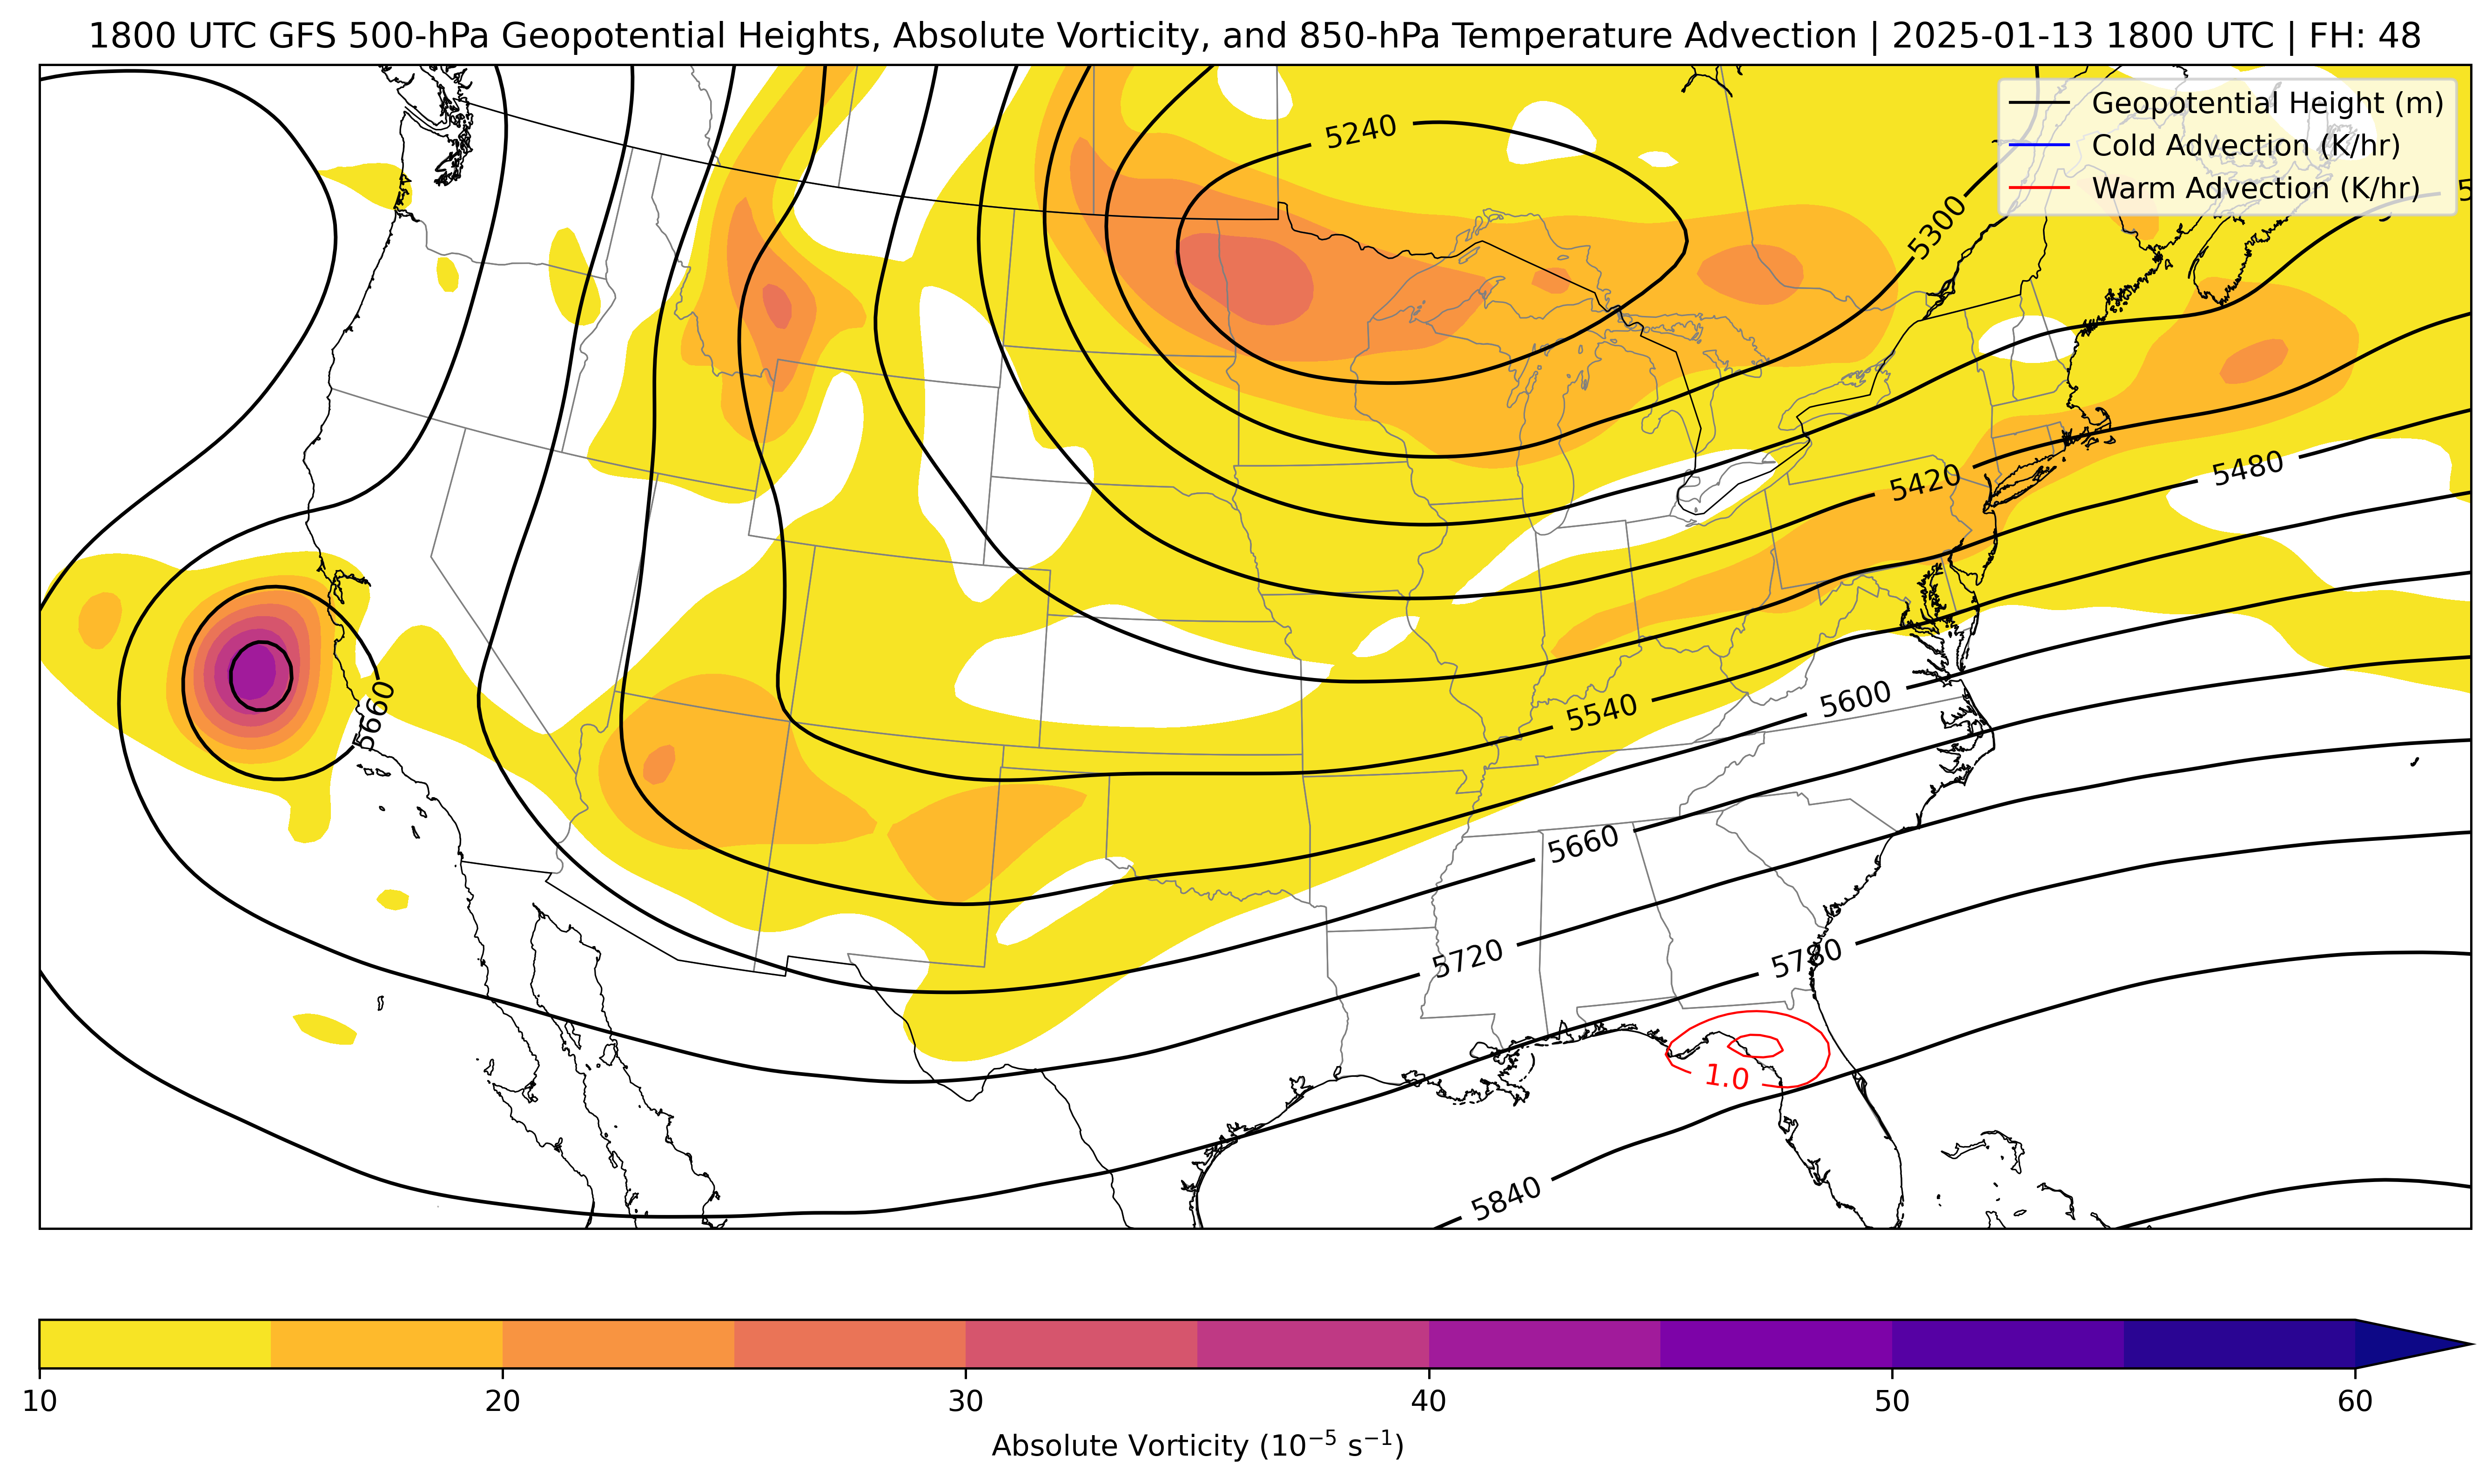 1800 UTC GFS 500-hPa Geopotential Heights, Absolute Vorticity, and 850-hPa Temperature Advection | 2025-01-13 1800 UTC | FH: 48
Geopotential Height (m)
Cold Advection (K/hr)
Warm Advection (K/hr)
5240
5300
5420
5480
5660
5540
5600
5660
5720
5780
1.0
5840
10 20 30 40 50 60
Absolute Vorticity (10⁻⁵ s⁻¹)